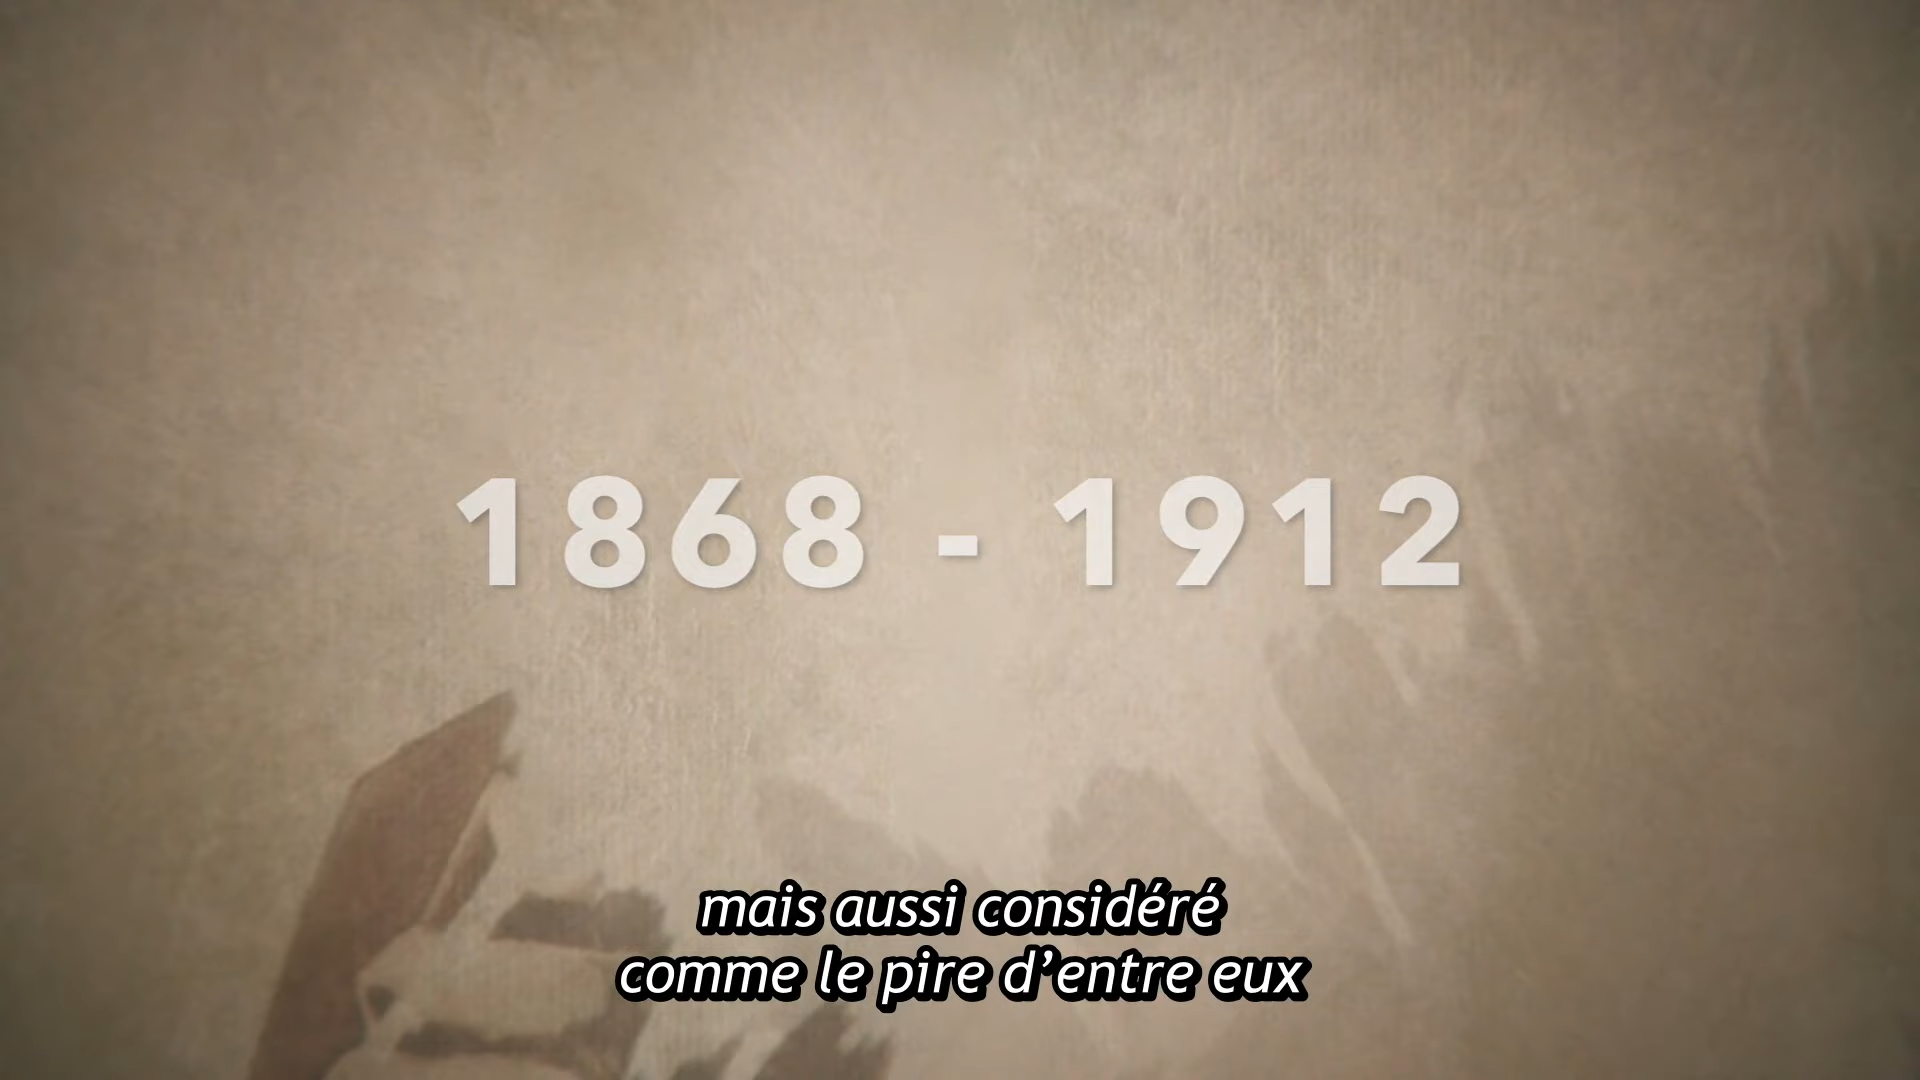 1868 - 1912
mais aussi considéré
comme le pire d’entre eux